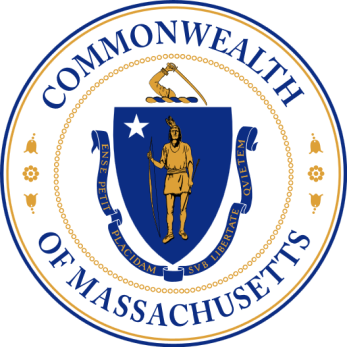 COMMONWEALTH
OF MASSACHUSETTS
ENSE PETIT
PLACIDAM
SVB LIBERTATE
QVIETEM